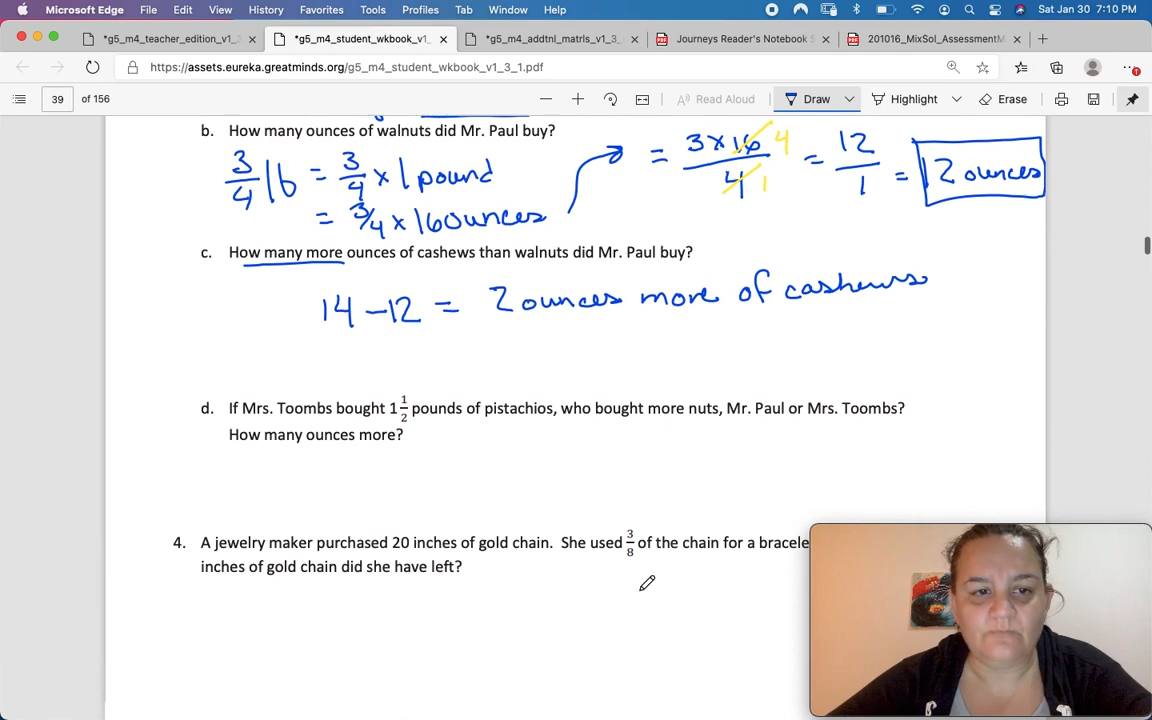 Microsoft Edge File Edit View History Favorites Tools Profiles Tab Window Help Sat Jan 30 7:10 PM
*g5_m4_teacher_edition_v1_3 *g5_m4_student_wkbook_v1_ *g5_m4_addtnl_matrls_v1_3_ Journeys Reader's Notebook 201016_MixSol_AssessmentM
https://assets.eureka.greatminds.org/g5_m4_student_wkbook_v1_3_1.pdf
39 of 156 Read Aloud Draw Highlight Erase
b. How many ounces of walnuts did Mr. Paul buy?
3/4 lb = 3/4 x 1 pound
= 3/4 x 16 ounces
= 3 x 16 4 / 4 1 = 12/1 = 12 ounces
c. How many more ounces of cashews than walnuts did Mr. Paul buy?
14 - 12 = 2 ounces more of cashews
d. If Mrs. Toombs bought 1 1/2 pounds of pistachios, who bought more nuts, Mr. Paul or Mrs. Toombs?
How many ounces more?
4. A jewelry maker purchased 20 inches of gold chain. She used 3/8 of the chain for a bracele
inches of gold chain did she have left?